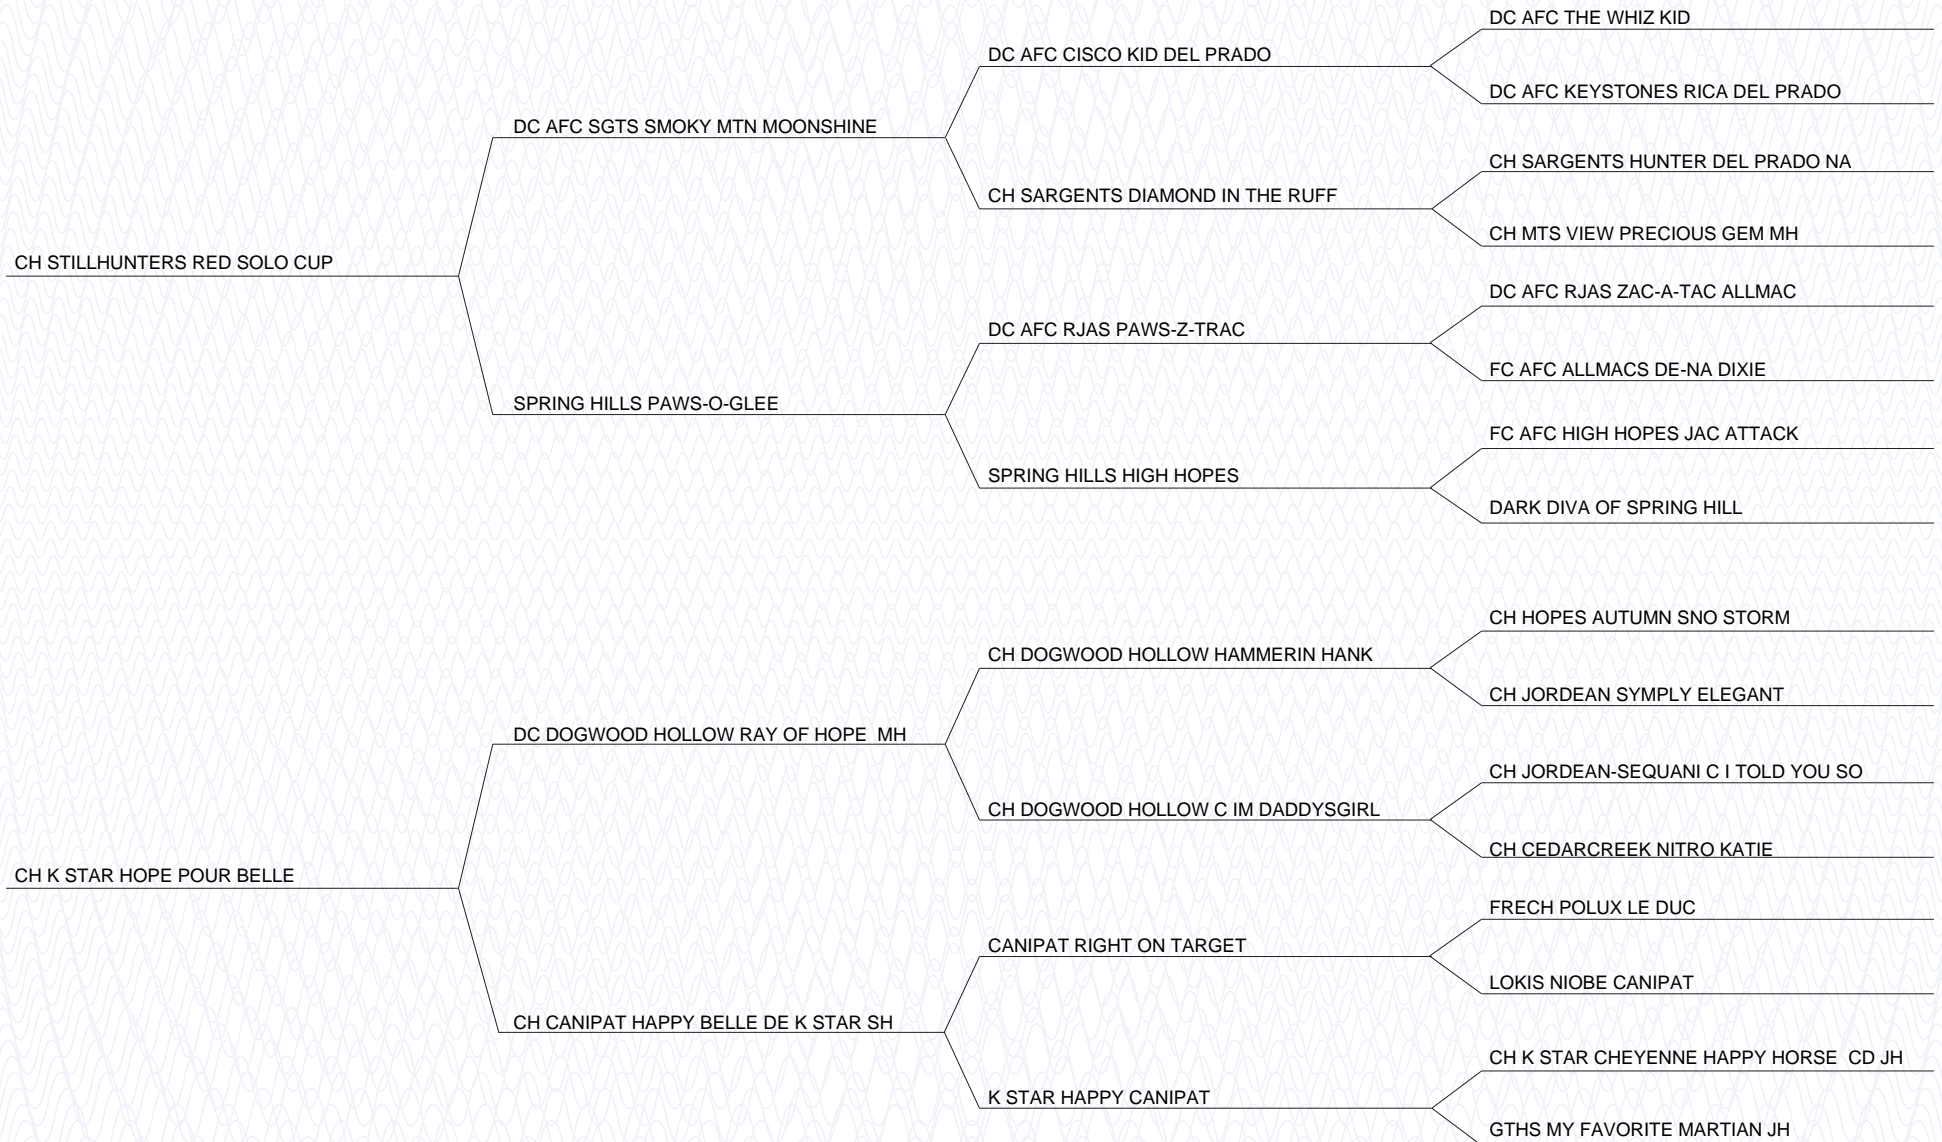 DC AFC THE WHIZ KID
DC AFC CISCO KID DEL PRADO
DC AFC KEYSTONES RICA DEL PRADO
DC AFC SGTS SMOKY MTN MOONSHINE
CH SARGENTS HUNTER DEL PRADO NA
CH SARGENTS DIAMOND IN THE RUFF
CH MTS VIEW PRECIOUS GEM MH
CH STILLHUNTERS RED SOLO CUP
DC AFC RJAS ZAC-A-TAC ALLMAC
DC AFC RJAS PAWS-Z-TRAC
FC AFC ALLMACS DE-NA DIXIE
SPRING HILLS PAWS-O-GLEE
FC AFC HIGH HOPES JAC ATTACK
SPRING HILLS HIGH HOPES
DARK DIVA OF SPRING HILL
CH HOPES AUTUMN SNO STORM
CH DOGWOOD HOLLOW HAMMERIN HANK
CH JORDEAN SYMPLY ELEGANT
DC DOGWOOD HOLLOW RAY OF HOPE  MH
CH JORDEAN-SEQUANI C I TOLD YOU SO
CH DOGWOOD HOLLOW C IM DADDYSGIRL
CH CEDARCREEK NITRO KATIE
CH K STAR HOPE POUR BELLE
FRECH POLUX LE DUC
CANIPAT RIGHT ON TARGET
LOKIS NIOBE CANIPAT
CH CANIPAT HAPPY BELLE DE K STAR SH
CH K STAR CHEYENNE HAPPY HORSE  CD JH
K STAR HAPPY CANIPAT
GTHS MY FAVORITE MARTIAN JH